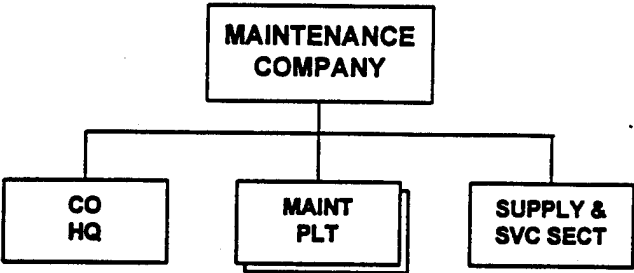 MAINTENANCE
COMPANY
CO
HQ
MAINT
PLT
SUPPLY &
SVC SECT